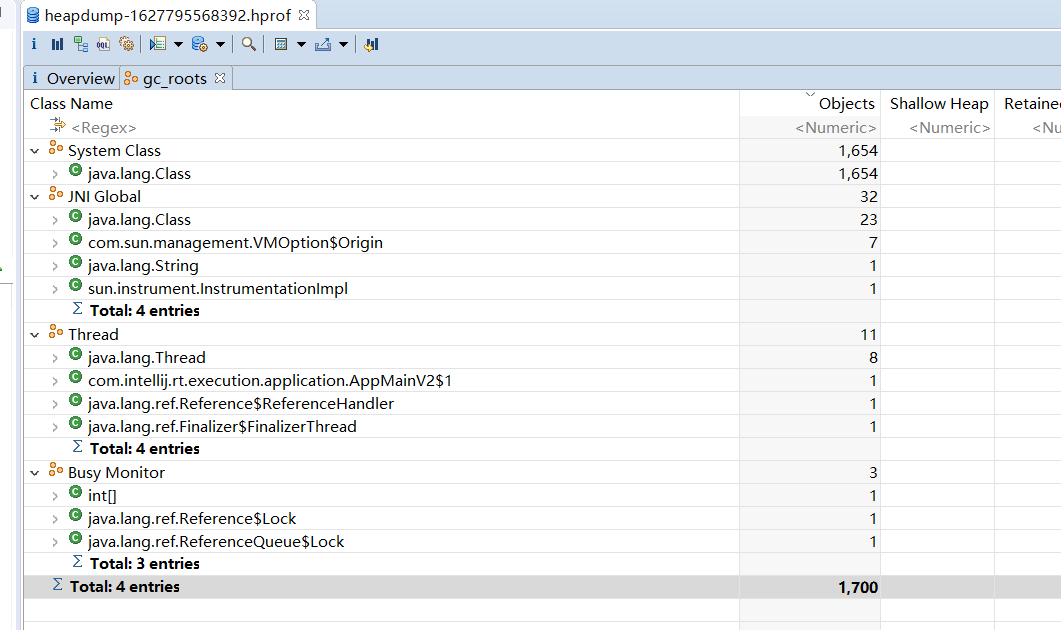 heapdump-1627795568392.hprof
Overview gc_roots
Class Name Objects Shallow Heap Retaine
<Regex> <Numeric> <Numeric> <Nu
System Class 1,654
java.lang.Class 1,654
JNI Global 32
java.lang.Class 23
com.sun.management.VMOption$Origin 7
java.lang.String 1
sun.instrument.InstrumentationImpl 1
Σ Total: 4 entries
Thread 11
java.lang.Thread 8
com.intellij.rt.execution.application.AppMainV2$1 1
java.lang.ref.Reference$ReferenceHandler 1
java.lang.ref.Finalizer$FinalizerThread 1
Σ Total: 4 entries
Busy Monitor 3
int[] 1
java.lang.ref.Reference$Lock 1
java.lang.ref.ReferenceQueue$Lock 1
Σ Total: 3 entries
Σ Total: 4 entries 1,700